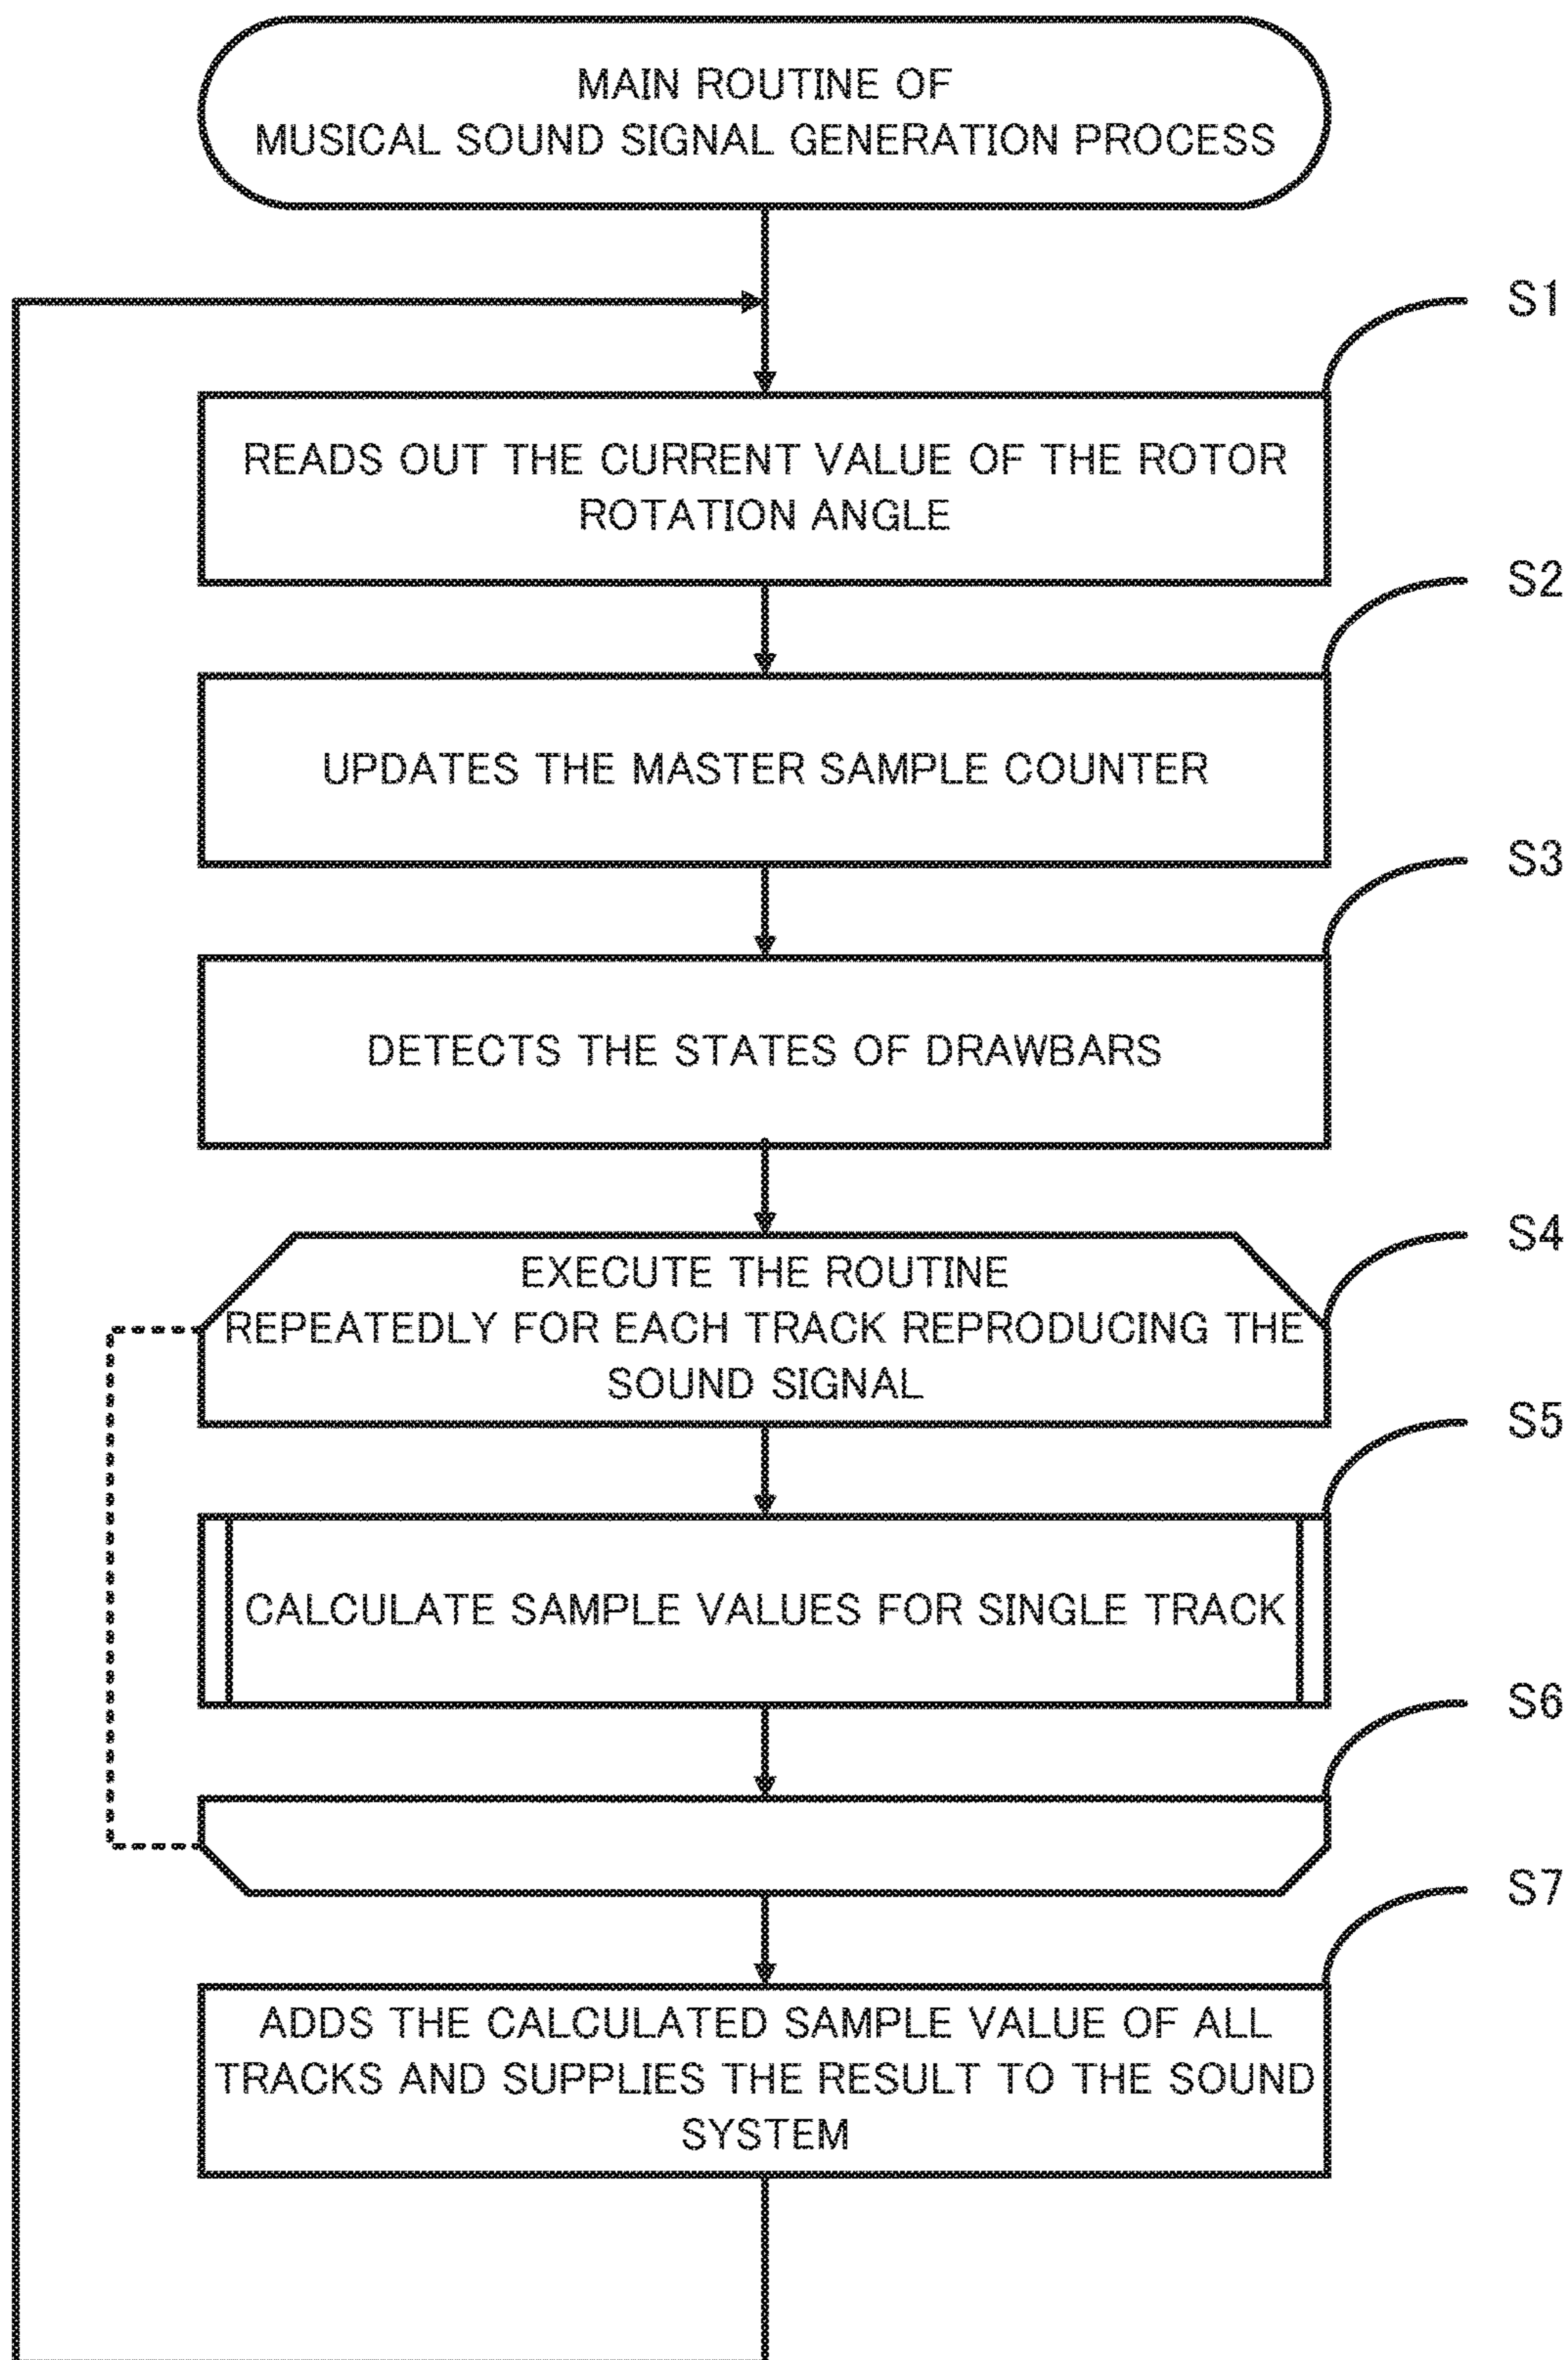 MAIN ROUTINE OF
MUSICAL SOUND SIGNAL GENERATION PROCESS
S1
READS OUT THE CURRENT VALUE OF THE ROTOR
ROTATION ANGLE
S2
UPDATES THE MASTER SAMPLE COUNTER
S3
DETECTS THE STATES OF DRAWBARS
S4
EXECUTE THE ROUTINE
REPEATEDLY FOR EACH TRACK REPRODUCING THE
SOUND SIGNAL
S5
CALCULATE SAMPLE VALUES FOR SINGLE TRACK
S6
S7
ADDS THE CALCULATED SAMPLE VALUE OF ALL
TRACKS AND SUPPLIES THE RESULT TO THE SOUND
SYSTEM